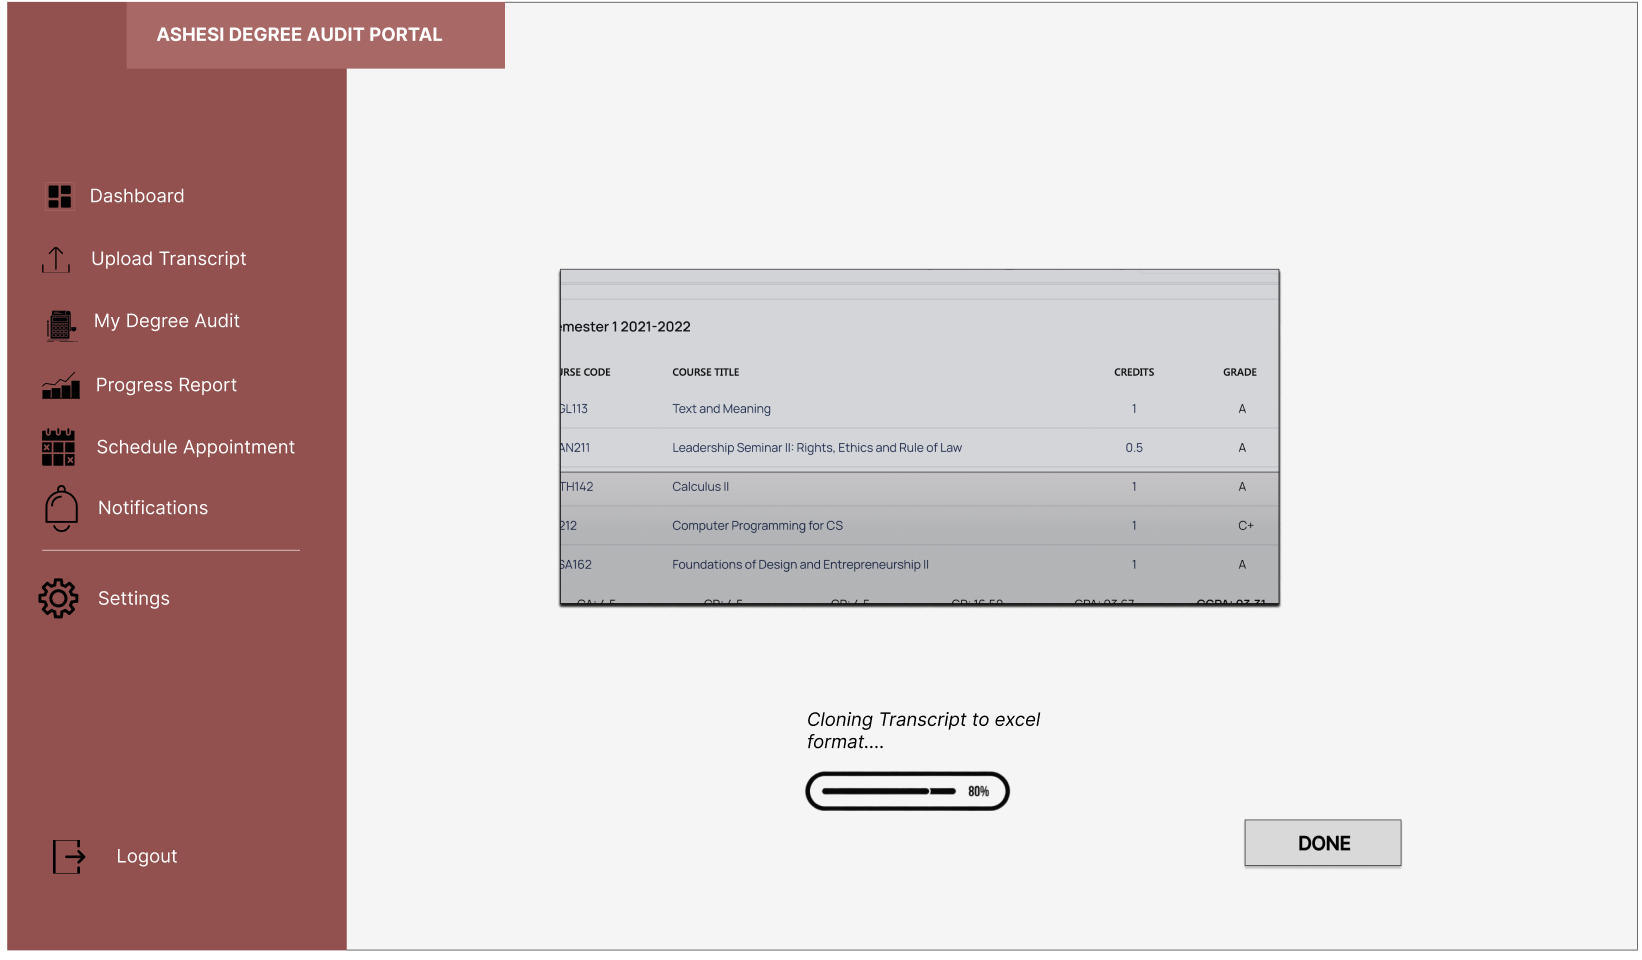 ASHESI DEGREE AUDIT PORTAL
Dashboard
Upload Transcript
My Degree Audit
Progress Report
Schedule Appointment
Notifications
Settings
Logout
emester 1 2021-2022
URSE CODE COURSE TITLE CREDITS GRADE
GL113 Text and Meaning 1 A
AN211 Leadership Seminar II: Rights, Ethics and Rule of Law 0.5 A
TH142 Calculus II 1 A
212 Computer Programming for CS 1 C+
SA162 Foundations of Design and Entrepreneurship II 1 A
Cloning Transcript to excel
format....
80%
DONE